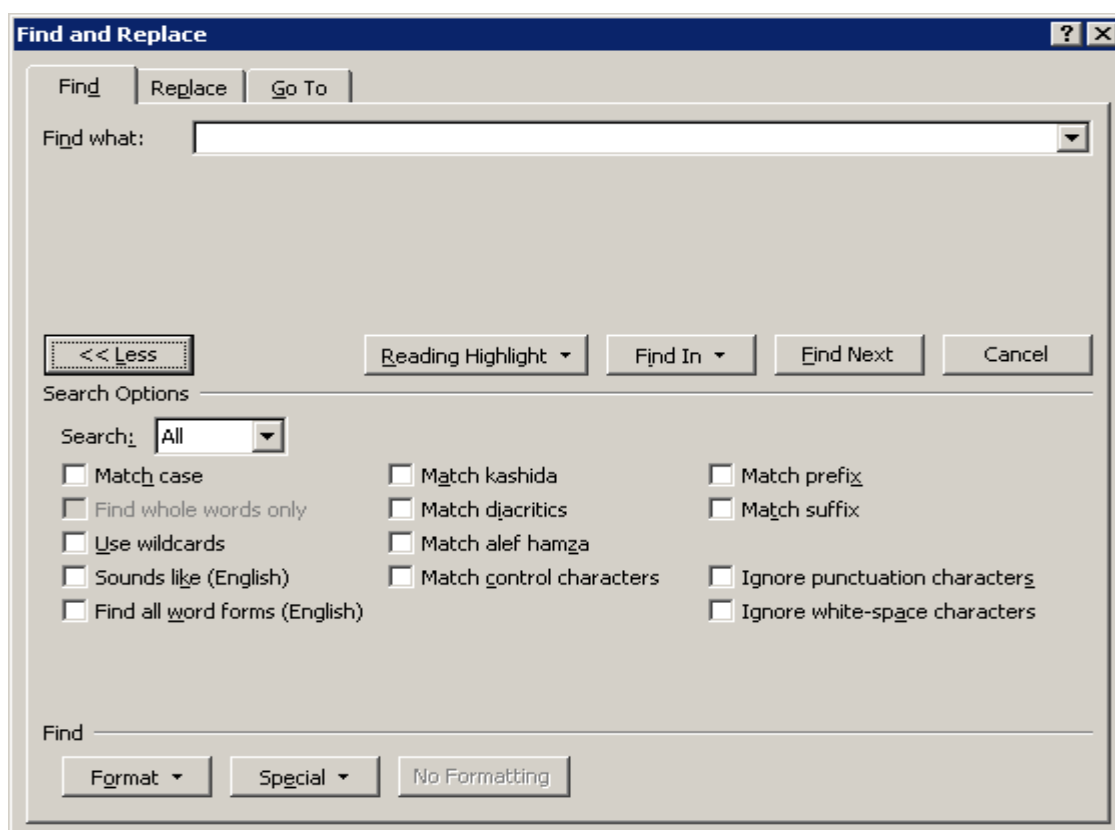 Find and Replace
Find Replace Go To
Find what:
<< Less Reading Highlight Find In Find Next Cancel
Search Options
Search: All
Match case Match kashida Match prefix
Find whole words only Match diacritics Match suffix
Use wildcards Match alef hamza
Sounds like (English) Match control characters Ignore punctuation characters
Find all word forms (English) Ignore white-space characters
Find
Format Special No Formatting